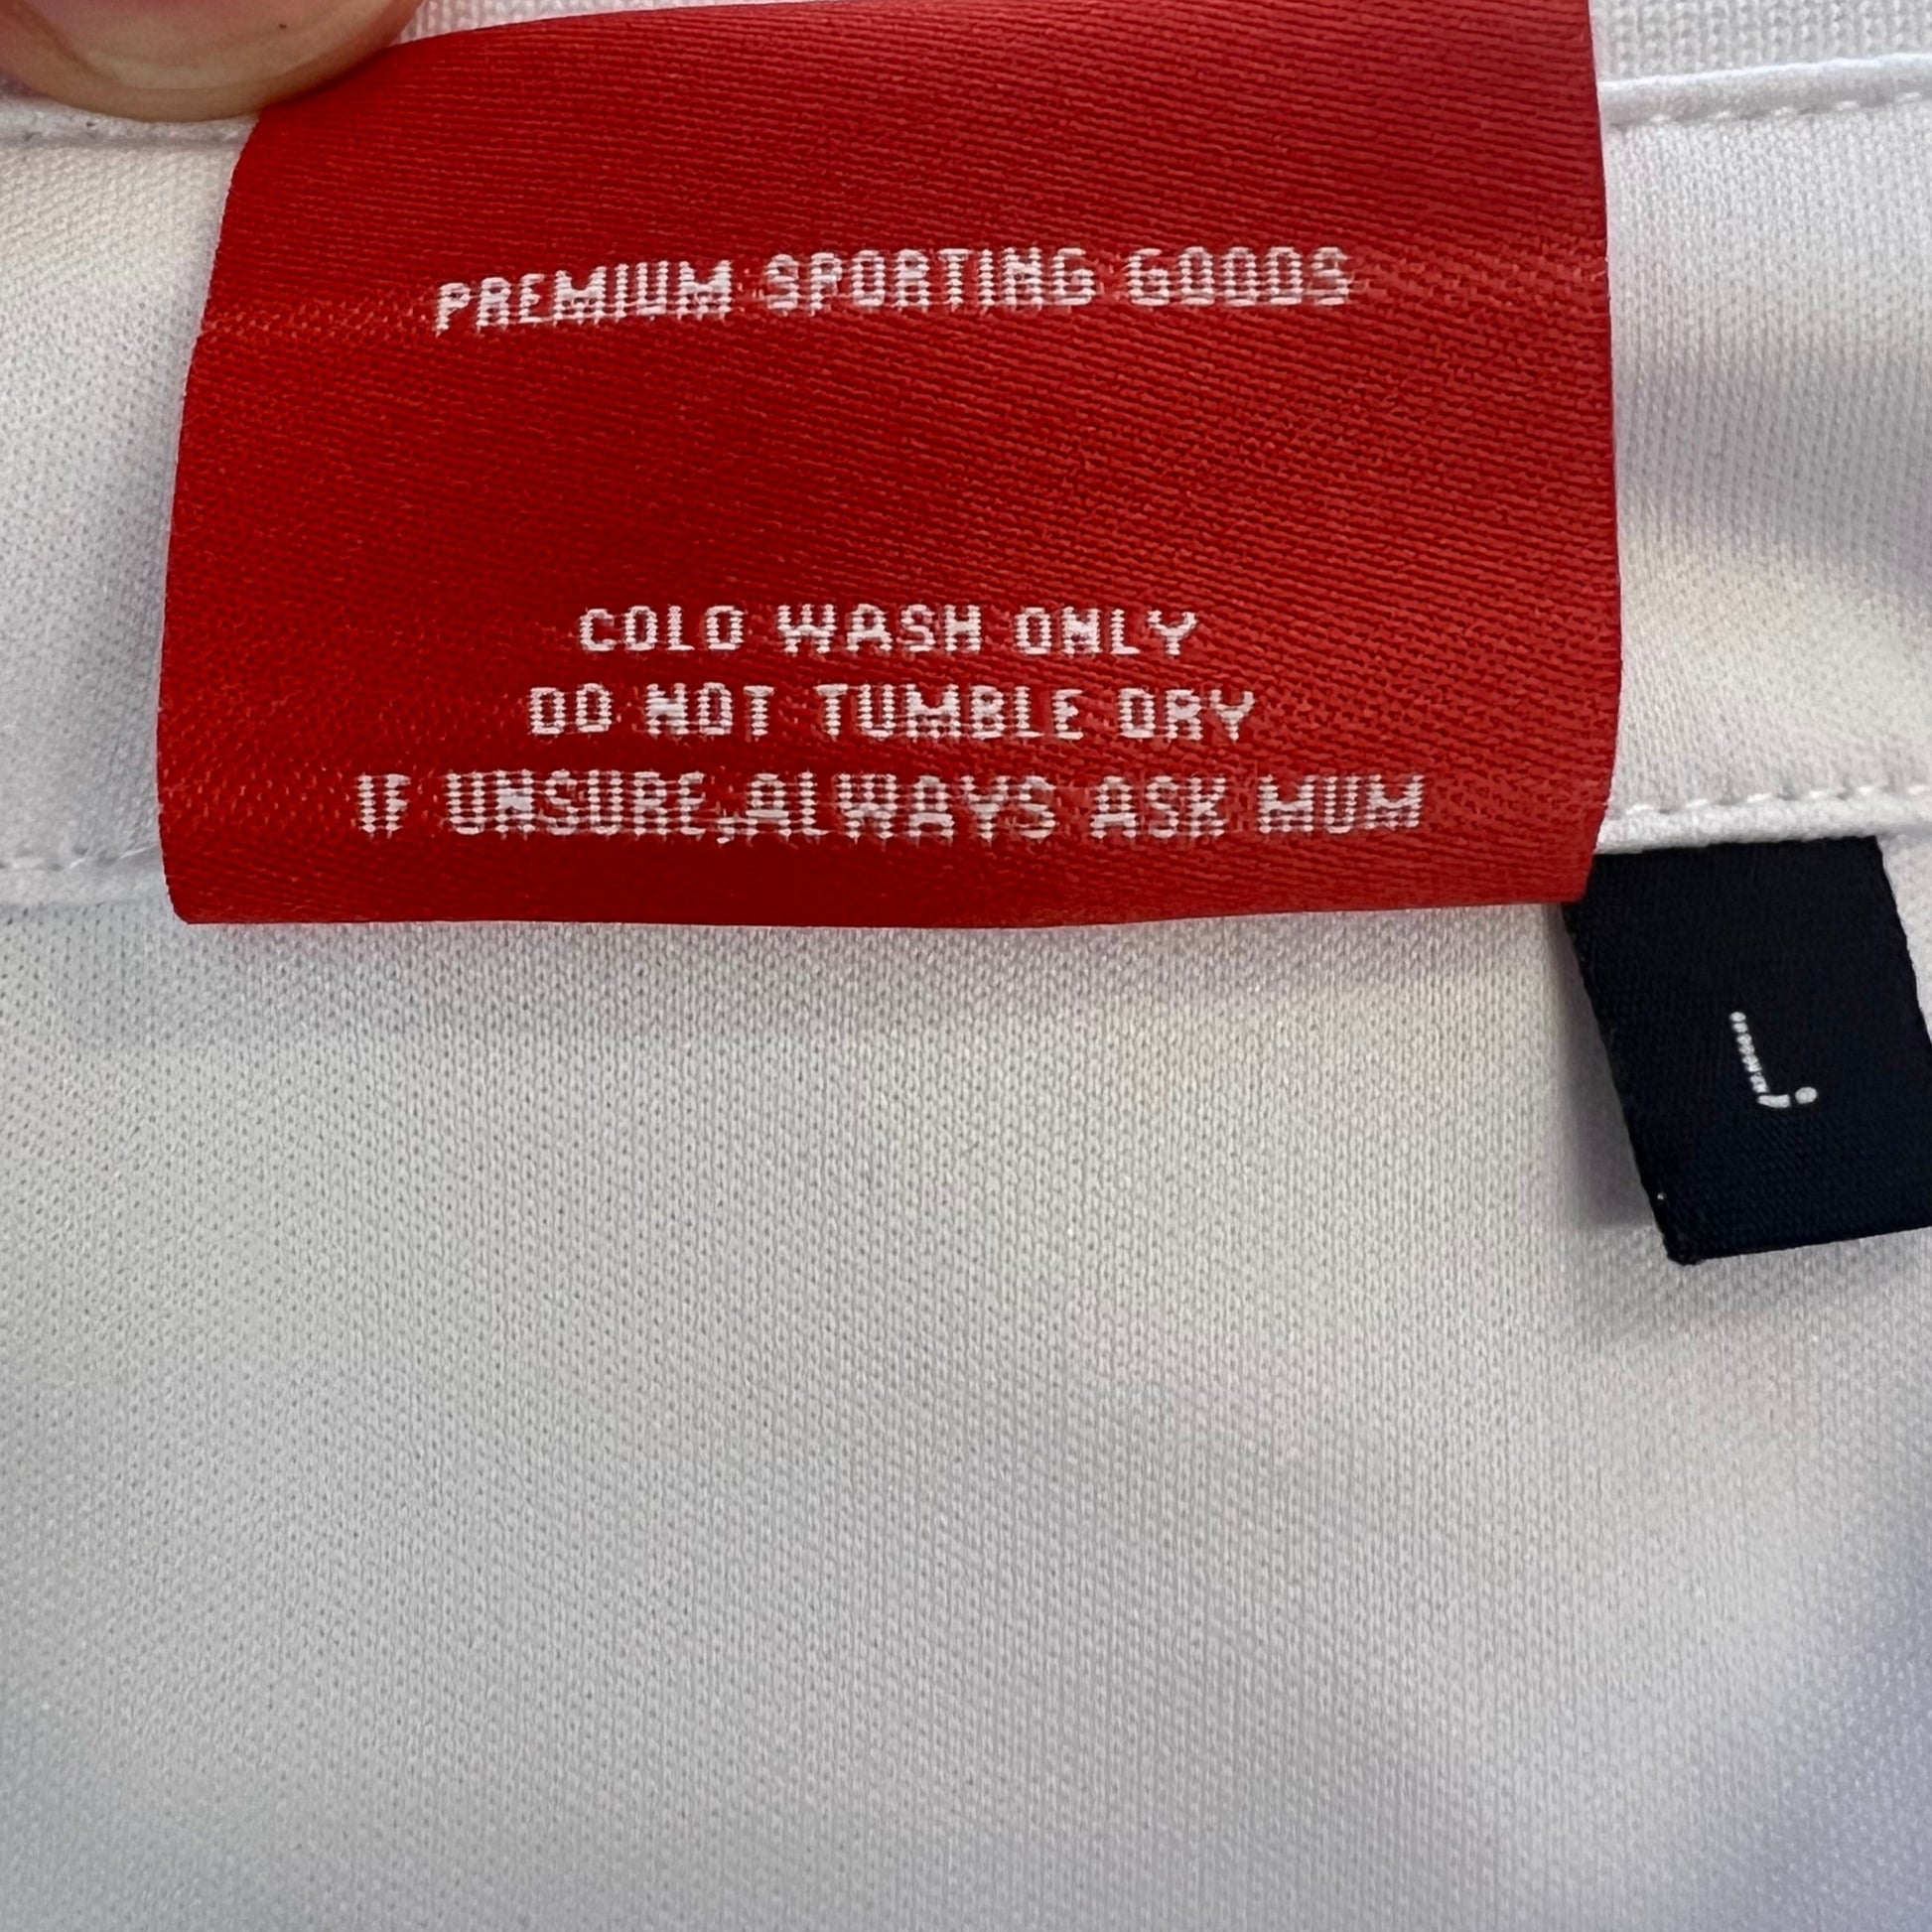 PREMIUM SPORTING GOODS
COLD WASH ONLY
DO NOT TUMBLE DRY
IF UNSURE, ALWAYS ASK MUM
L